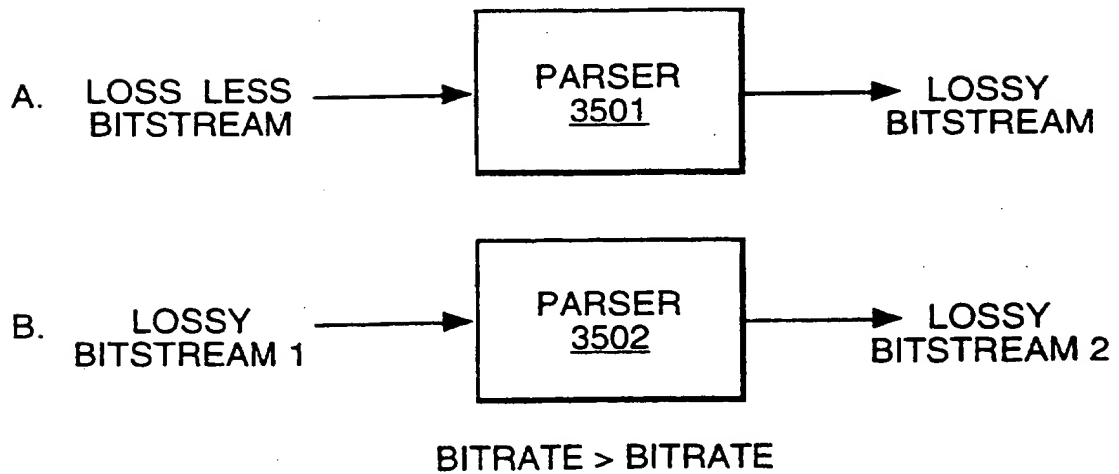 A. LOSS LESS BITSTREAM
PARSER
3501
LOSSY BITSTREAM
B. LOSSY BITSTREAM 1
PARSER
3502
LOSSY BITSTREAM 2
BITRATE > BITRATE